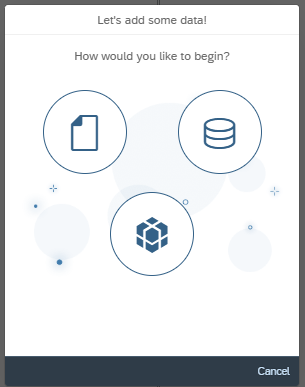 Let's add some data!
How would you like to begin?
Cancel